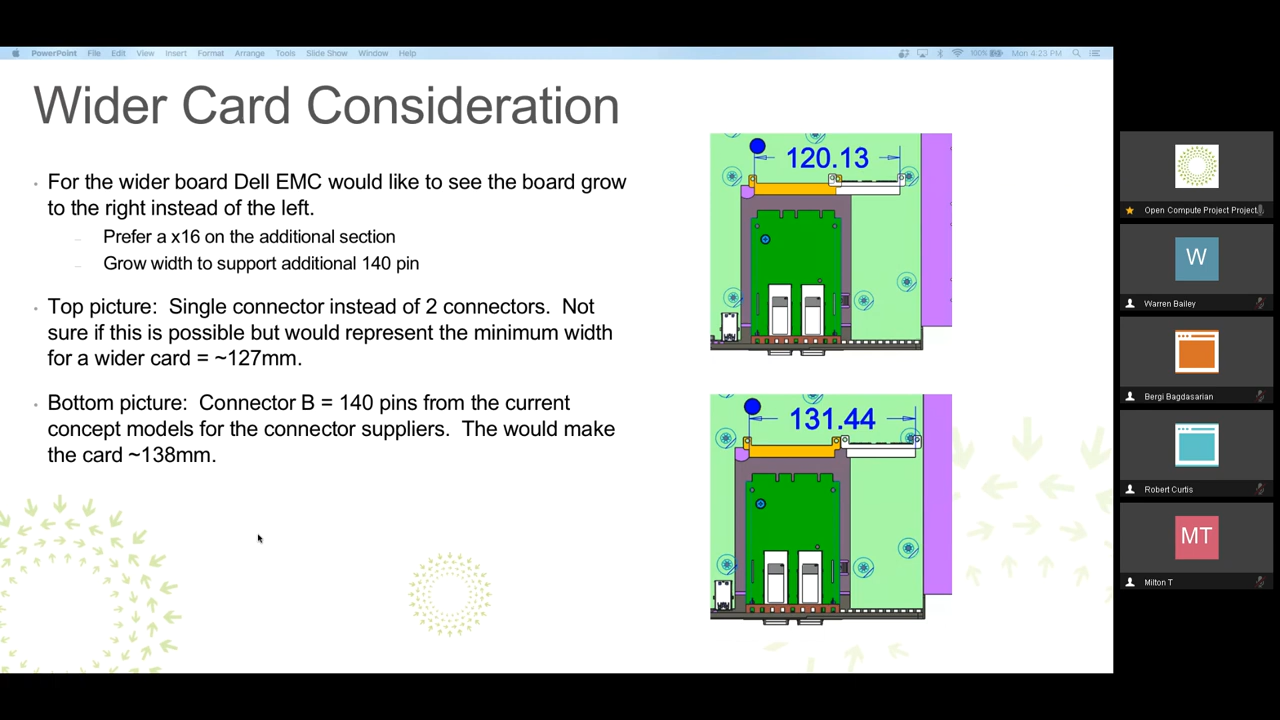 PowerPoint File Edit View Insert Format Arrange Tools Slide Show Window Help 100% Mon 4:23 PM
Wider Card Consideration
For the wider board Dell EMC would like to see the board grow
to the right instead of the left.
Prefer a x16 on the additional section
Grow width to support additional 140 pin
Top picture: Single connector instead of 2 connectors. Not
sure if this is possible but would represent the minimum width
for a wider card = ~127mm.
Bottom picture: Connector B = 140 pins from the current
concept models for the connector suppliers. The would make
the card ~138mm.
120.13
131.44
Open Compute Project Project
W
Warren Bailey
Bergi Bagdasarian
Robert Curtis
MT
Milton T